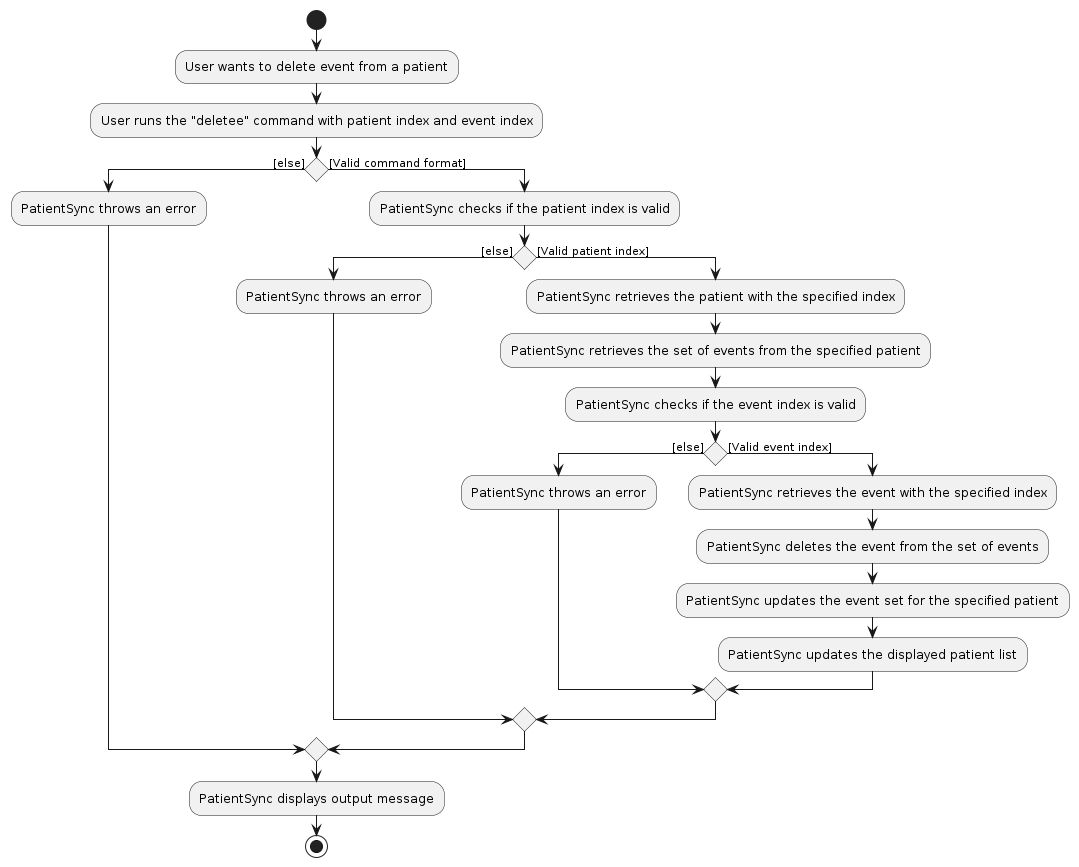 User wants to delete event from a patient
User runs the "deletee" command with patient index and event index
[else]
[Valid command format]
PatientSync throws an error
PatientSync checks if the patient index is valid
[else]
[Valid patient index]
PatientSync throws an error
PatientSync retrieves the patient with the specified index
PatientSync retrieves the set of events from the specified patient
PatientSync checks if the event index is valid
[else]
[Valid event index]
PatientSync throws an error
PatientSync retrieves the event with the specified index
PatientSync deletes the event from the set of events
PatientSync updates the event set for the specified patient
PatientSync updates the displayed patient list
PatientSync displays output message